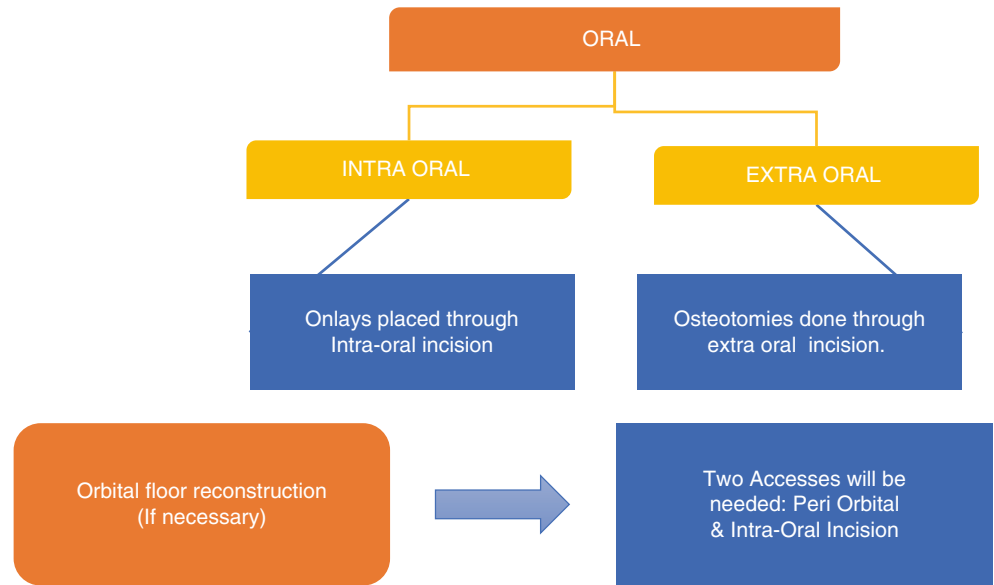 ORAL
INTRA ORAL
EXTRA ORAL
Onlays placed through
Intra-oral incision
Osteotomies done through
extra oral incision.
Orbital floor reconstruction
(If necessary)
Two Accesses will be
needed: Peri Orbital
& Intra-Oral Incision